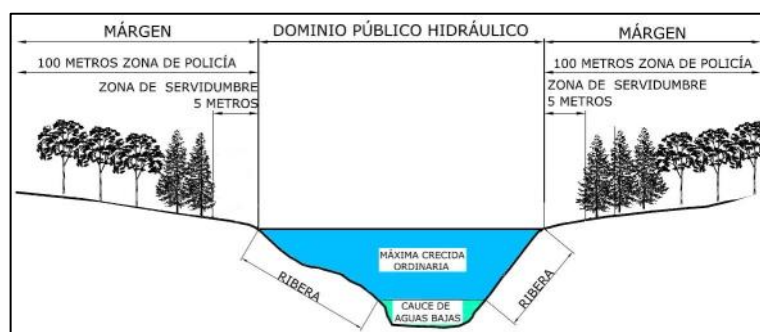 MÁRGEN
DOMINIO PÚBLICO HIDRÁULICO
MÁRGEN
100 METROS ZONA DE POLICÍA
100 METROS ZONA DE POLICÍA
ZONA DE SERVIDUMBRE
5 METROS
ZONA DE SERVIDUMBRE
5 METROS
MÁXIMA CRECIDA
ORDINARIA
RIBERA
RIBERA
CAUCE DE
AGUAS BAJAS